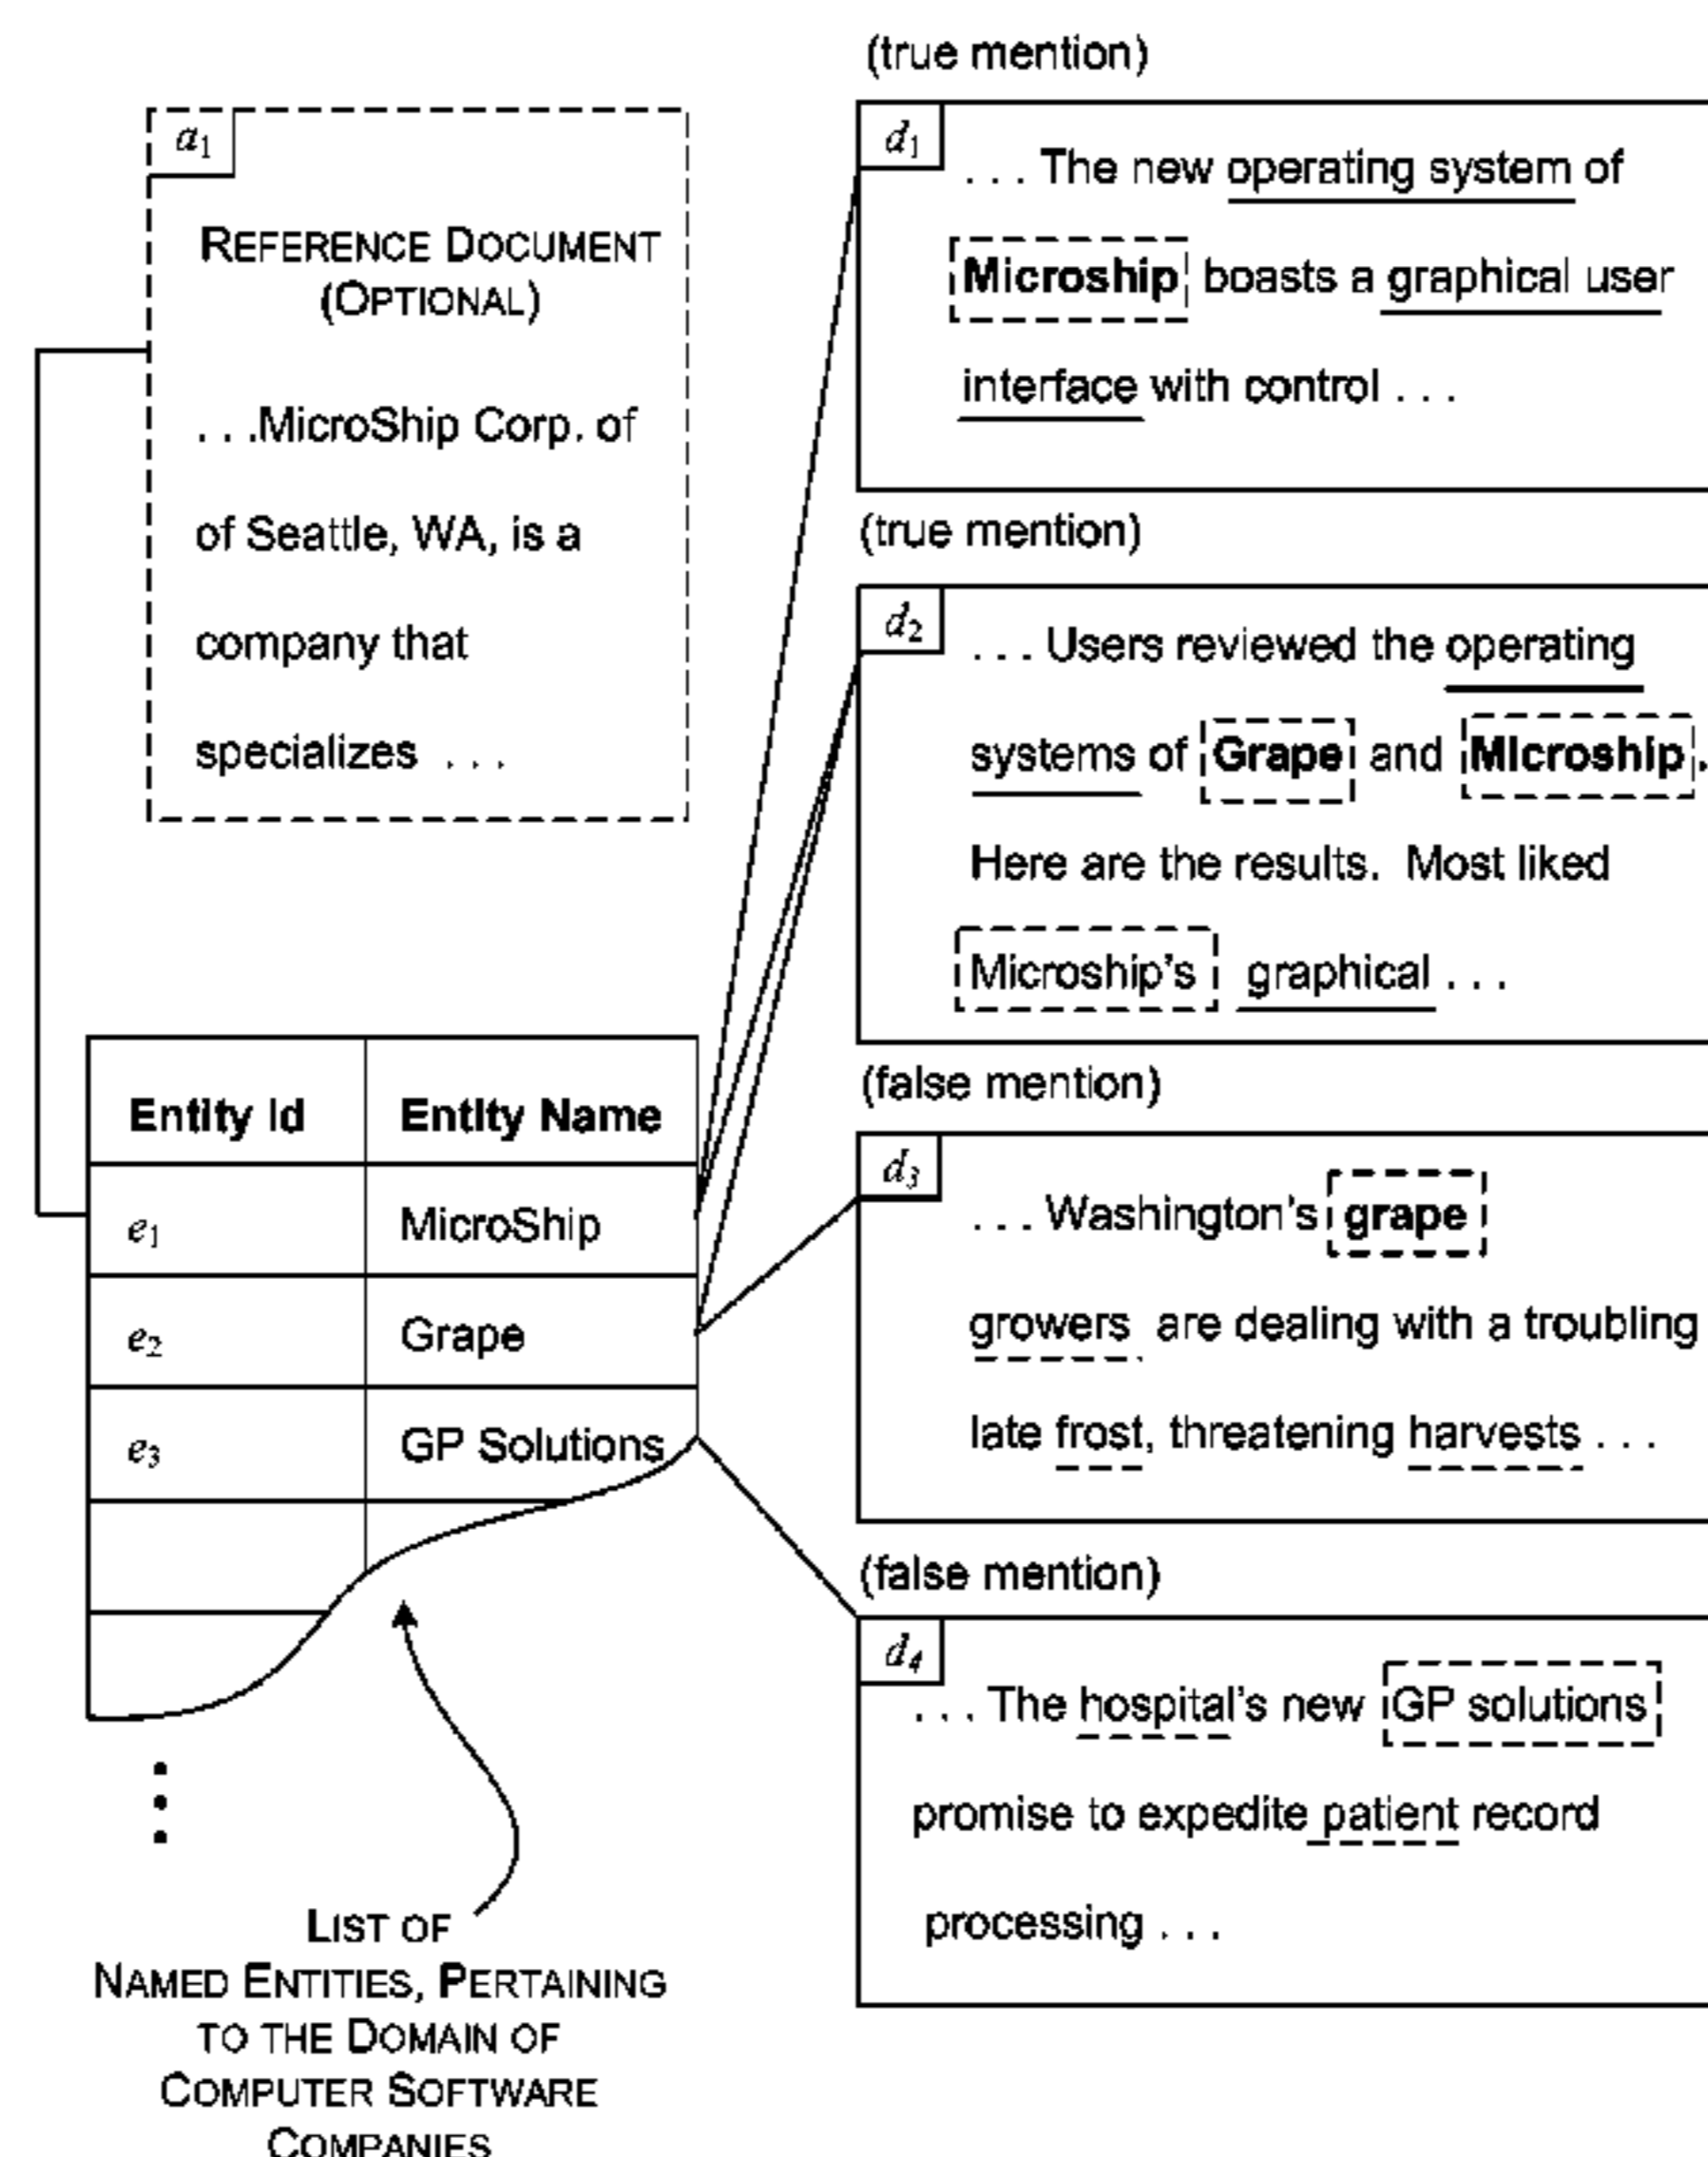 a1
REFERENCE DOCUMENT
(OPTIONAL)
. . .MicroShip Corp. of
of Seattle, WA, is a
company that
specializes . . .
Entity Id Entity Name
e1 MicroShip
e2 Grape
e3 GP Solutions
LIST OF
NAMED ENTITIES, PERTAINING
TO THE DOMAIN OF
COMPUTER SOFTWARE
COMPANIES
(true mention)
d1
. . . The new operating system of
Microship boasts a graphical user
interface with control . . .
(true mention)
d2
. . . Users reviewed the operating
systems of Grape and Microship.
Here are the results. Most liked
Microship's graphical . . .
(false mention)
d3
. . . Washington's grape
growers are dealing with a troubling
late frost, threatening harvests . . .
(false mention)
d4
. . . The hospital's new GP solutions
promise to expedite patient record
processing . . .